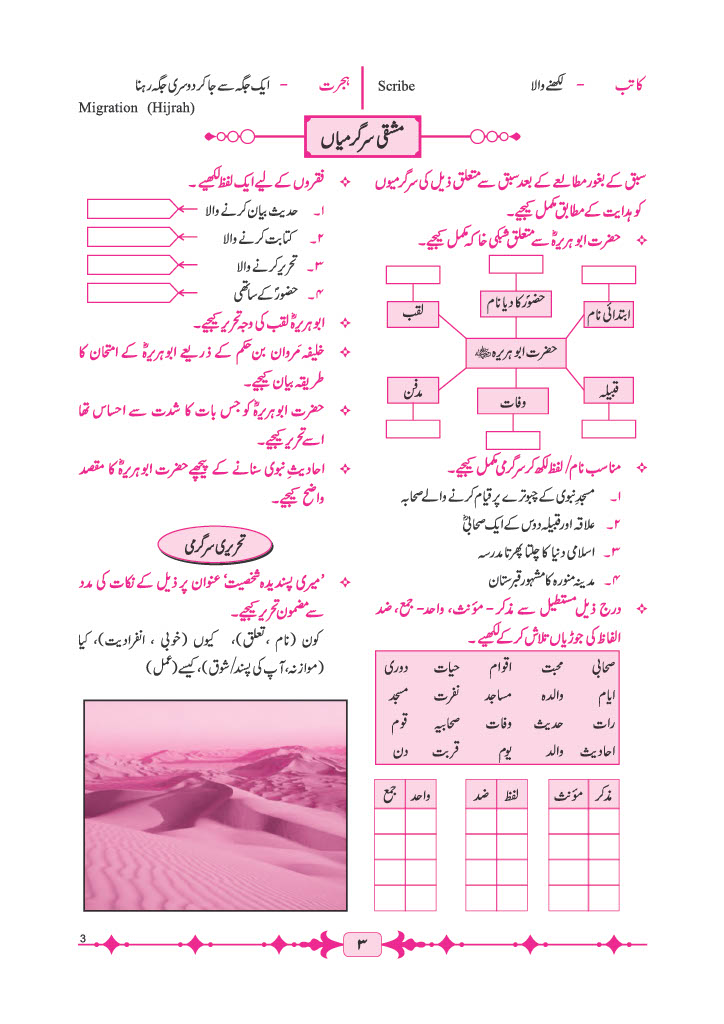 کاتب - لکھنے والا Scribe
ہجرت - ایک جگہ سے جا کر دوسری جگہ رہنا
Migration (Hijrah)
مشقی سرگرمیاں
سبق کے بغور مطالعے کے بعد سبق سے متعلق ذیل کی سرگرمیوں
کو ہدایت کے مطابق مکمل کیجیے۔
حضرت ابو ہریرہؓ سے متعلق شبکی خاکہ مکمل کیجیے۔
ابتدائی نام
حضورؐ کا دیا نام
لقب
حضرت ابو ہریرہ رضی اللہ عنہ
قبیلہ
وفات
مدفن
مناسب نام/ لفظ لکھ کر سرگرمی مکمل کیجیے۔
۱۔ مسجدِ نبوی کے چبوترے پر قیام کرنے والے صحابہ
۲۔ علاقہ اور قبیلہ دَوس کے ایک صحابیؓ
۳۔ اسلامی دنیا کا چلتا پھرتا مدرسہ
۴۔ مدینہ منورہ کا مشہور قبرستان
درج ذیل مستطیل سے مذکر - مؤنث، واحد- جمع، ضد
الفاظ کی جوڑیاں تلاش کر کے لکھیے ۔
صحابی محبت اقوام حیات دوری
ایام والدہ مساجد نفرت مسجد
رات حدیث وفات صحابیہ قوم
احادیث والد یوم قربت دن
مذکر مؤنث
لفظ ضد
واحد جمع
فقروں کے لیے ایک لفظ لکھیے ۔
۱۔ حدیث بیان کرنے والا
۲۔ کتابت کرنے والا
۳۔ تحریر کرنے والا
۴۔ حضورؐ کے ساتھی
ابو ہریرہؓ لقب کی وجہ تحریر کیجیے۔
خلیفہ مَروان بن حکم کے ذریعے ابو ہریرہؓ کے امتحان کا
طریقہ بیان کیجیے۔
حضرت ابو ہریرہؓ کو جس بات کا شدت سے احساس تھا
اسے تحریر کیجیے۔
احادیثِ نبوی سنانے کے پیچھے حضرت ابو ہریرہؓ کا مقصد
واضح کیجیے۔
تحریری سرگرمی
’میری پسندیدہ شخصیت‘ عنوان پر ذیل کے نکات کی مدد
سے مضمون تحریر کیجیے۔
کون (نام ، تعلق)، کیوں (خوبی ، انفرادیت)، کیا
(موازنہ، آپ کی پسند/شوق)، کیسے (عمل)
3
۳